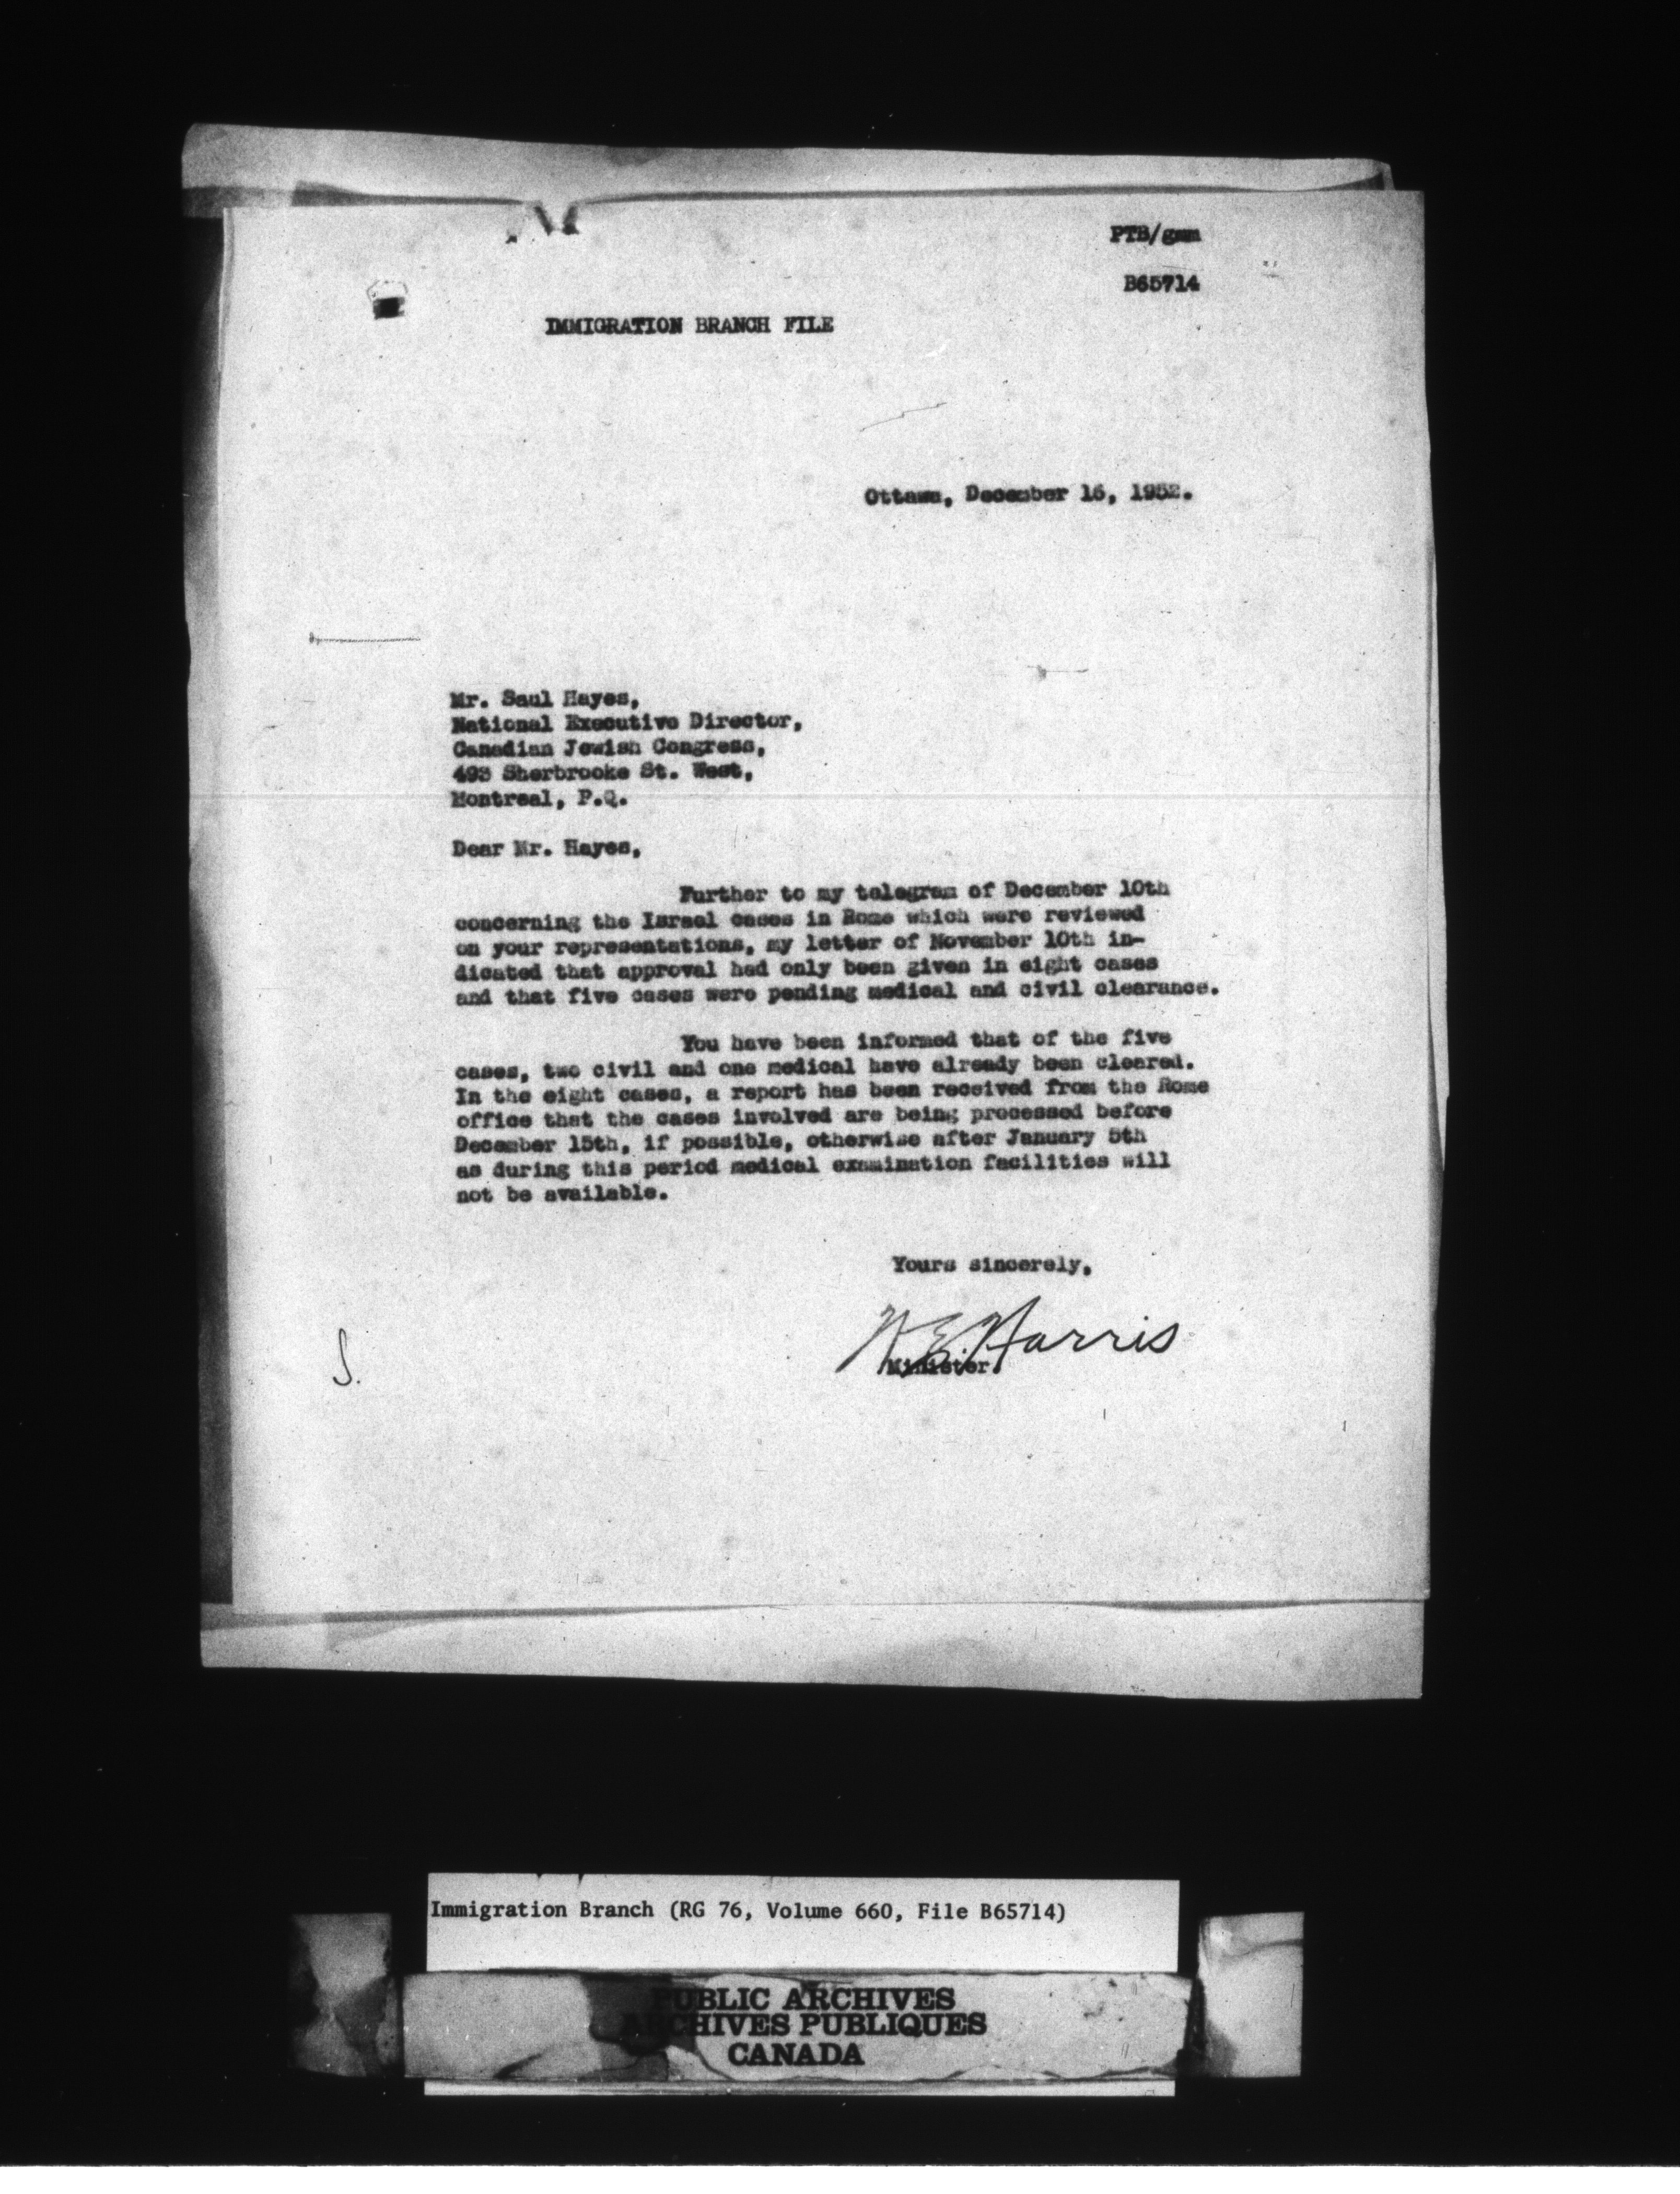 PTB/gmm
B65714
IMMIGRATION BRANCH FILE
Ottawa, December 16, 1952.
Mr. Saul Hayes,
National Executive Director,
Canadian Jewish Congress,
493 Sherbrooke St. West,
Montreal, P.Q.
Dear Mr. Hayes,
Further to my telegram of December 10th
concerning the Israel cases in Rome which were reviewed
on your representations, my letter of November 10th in-
dicated that approval had only been given in eight cases
and that five cases were pending medical and civil clearance.
You have been informed that of the five
cases, two civil and one medical have already been cleared.
In the eight cases, a report has been received from the Rome
office that the cases involved are being processed before
December 15th, if possible, otherwise after January 5th
as during this period medical examination facilities will
not be available.
Yours sincerely,
W E Harris
Minister.
Immigration Branch (RG 76, Volume 660, File B65714)
PUBLIC ARCHIVES
ARCHIVES PUBLIQUES
CANADA